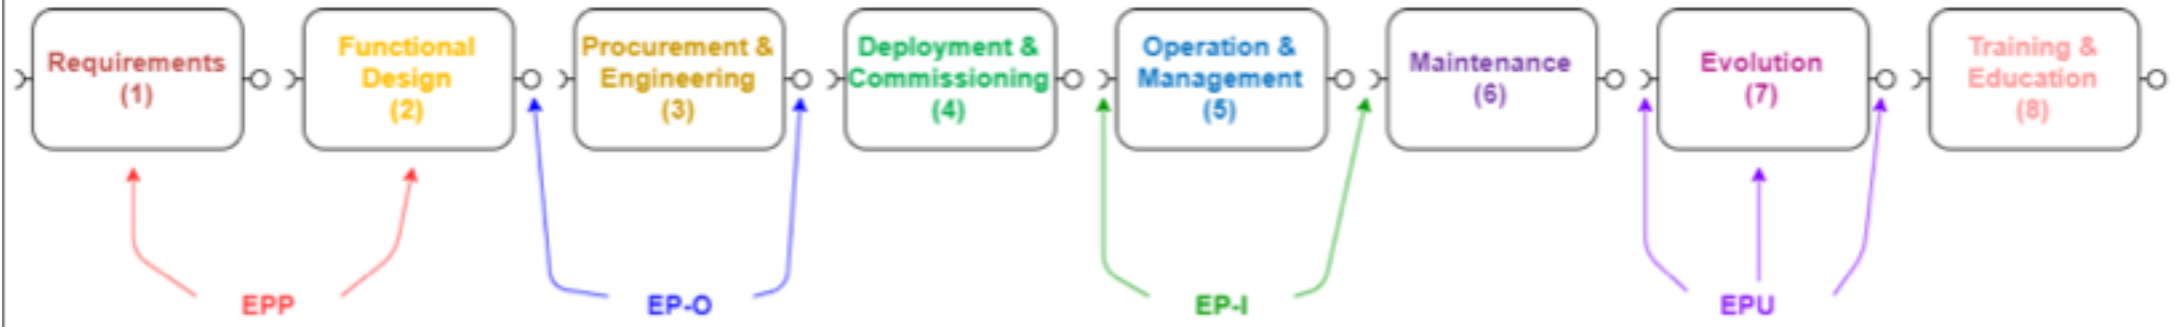 Requirements
(1)
Functional
Design
(2)
Procurement &
Engineering
(3)
Deployment &
Commissioning
(4)
Operation &
Management
(5)
Maintenance
(6)
Evolution
(7)
Training &
Education
(8)
EPP
EP-O
EP-I
EPU